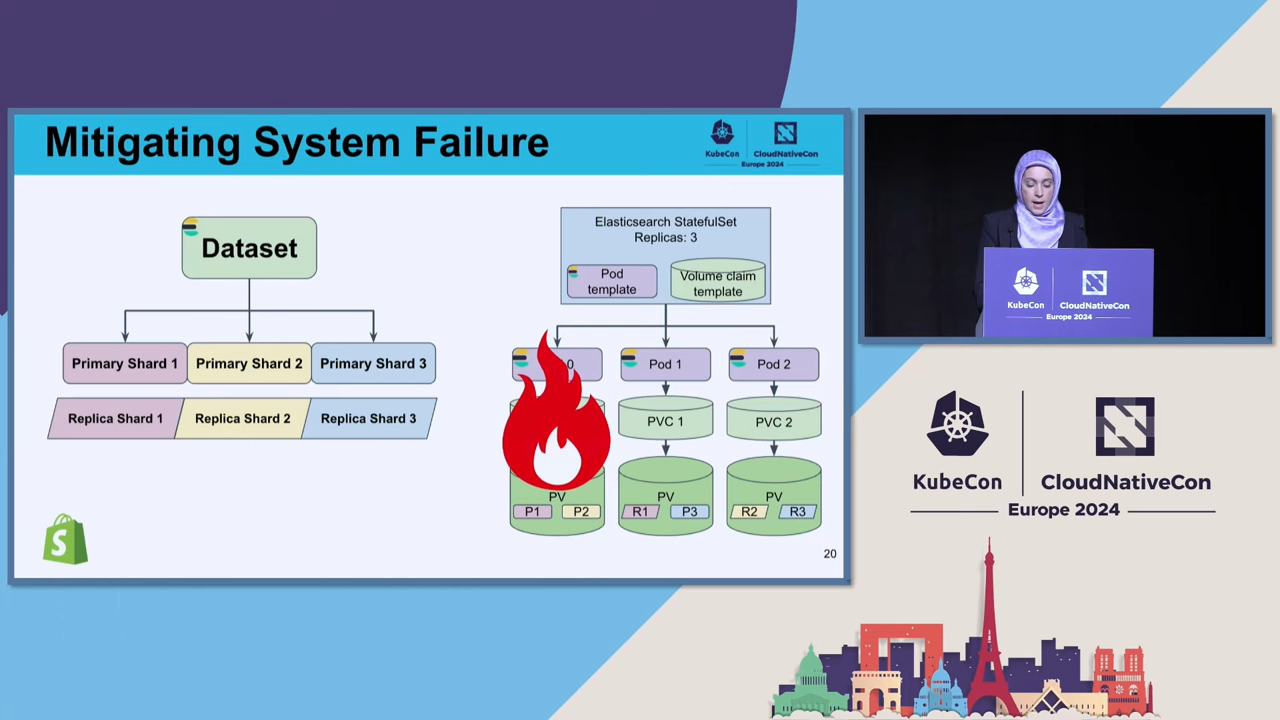 Mitigating System Failure
KubeCon
CloudNativeCon
Europe 2024
Dataset
Primary Shard 1
Primary Shard 2
Primary Shard 3
Replica Shard 1
Replica Shard 2
Replica Shard 3
Elasticsearch StatefulSet
Replicas: 3
Pod
template
Volume claim
template
0
Pod 1
Pod 2
PVC 1
PVC 2
PV
P1
P2
PV
R1
P3
PV
R2
R3
20
KubeCon
CloudNativeCon
Europe 2024
KubeCon
CloudNativeCon
Europe 2024